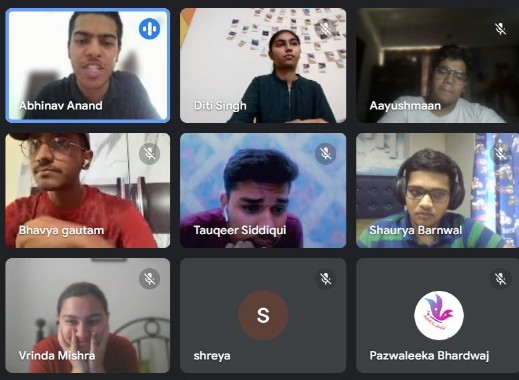 Abhinav Anand
Diti Singh
Aayushmaan
Bhavya gautam
Tauqeer Siddiqui
Shaurya Barnwal
Vrinda Mishra
S
shreya
Pazwaleeka Bhardwaj